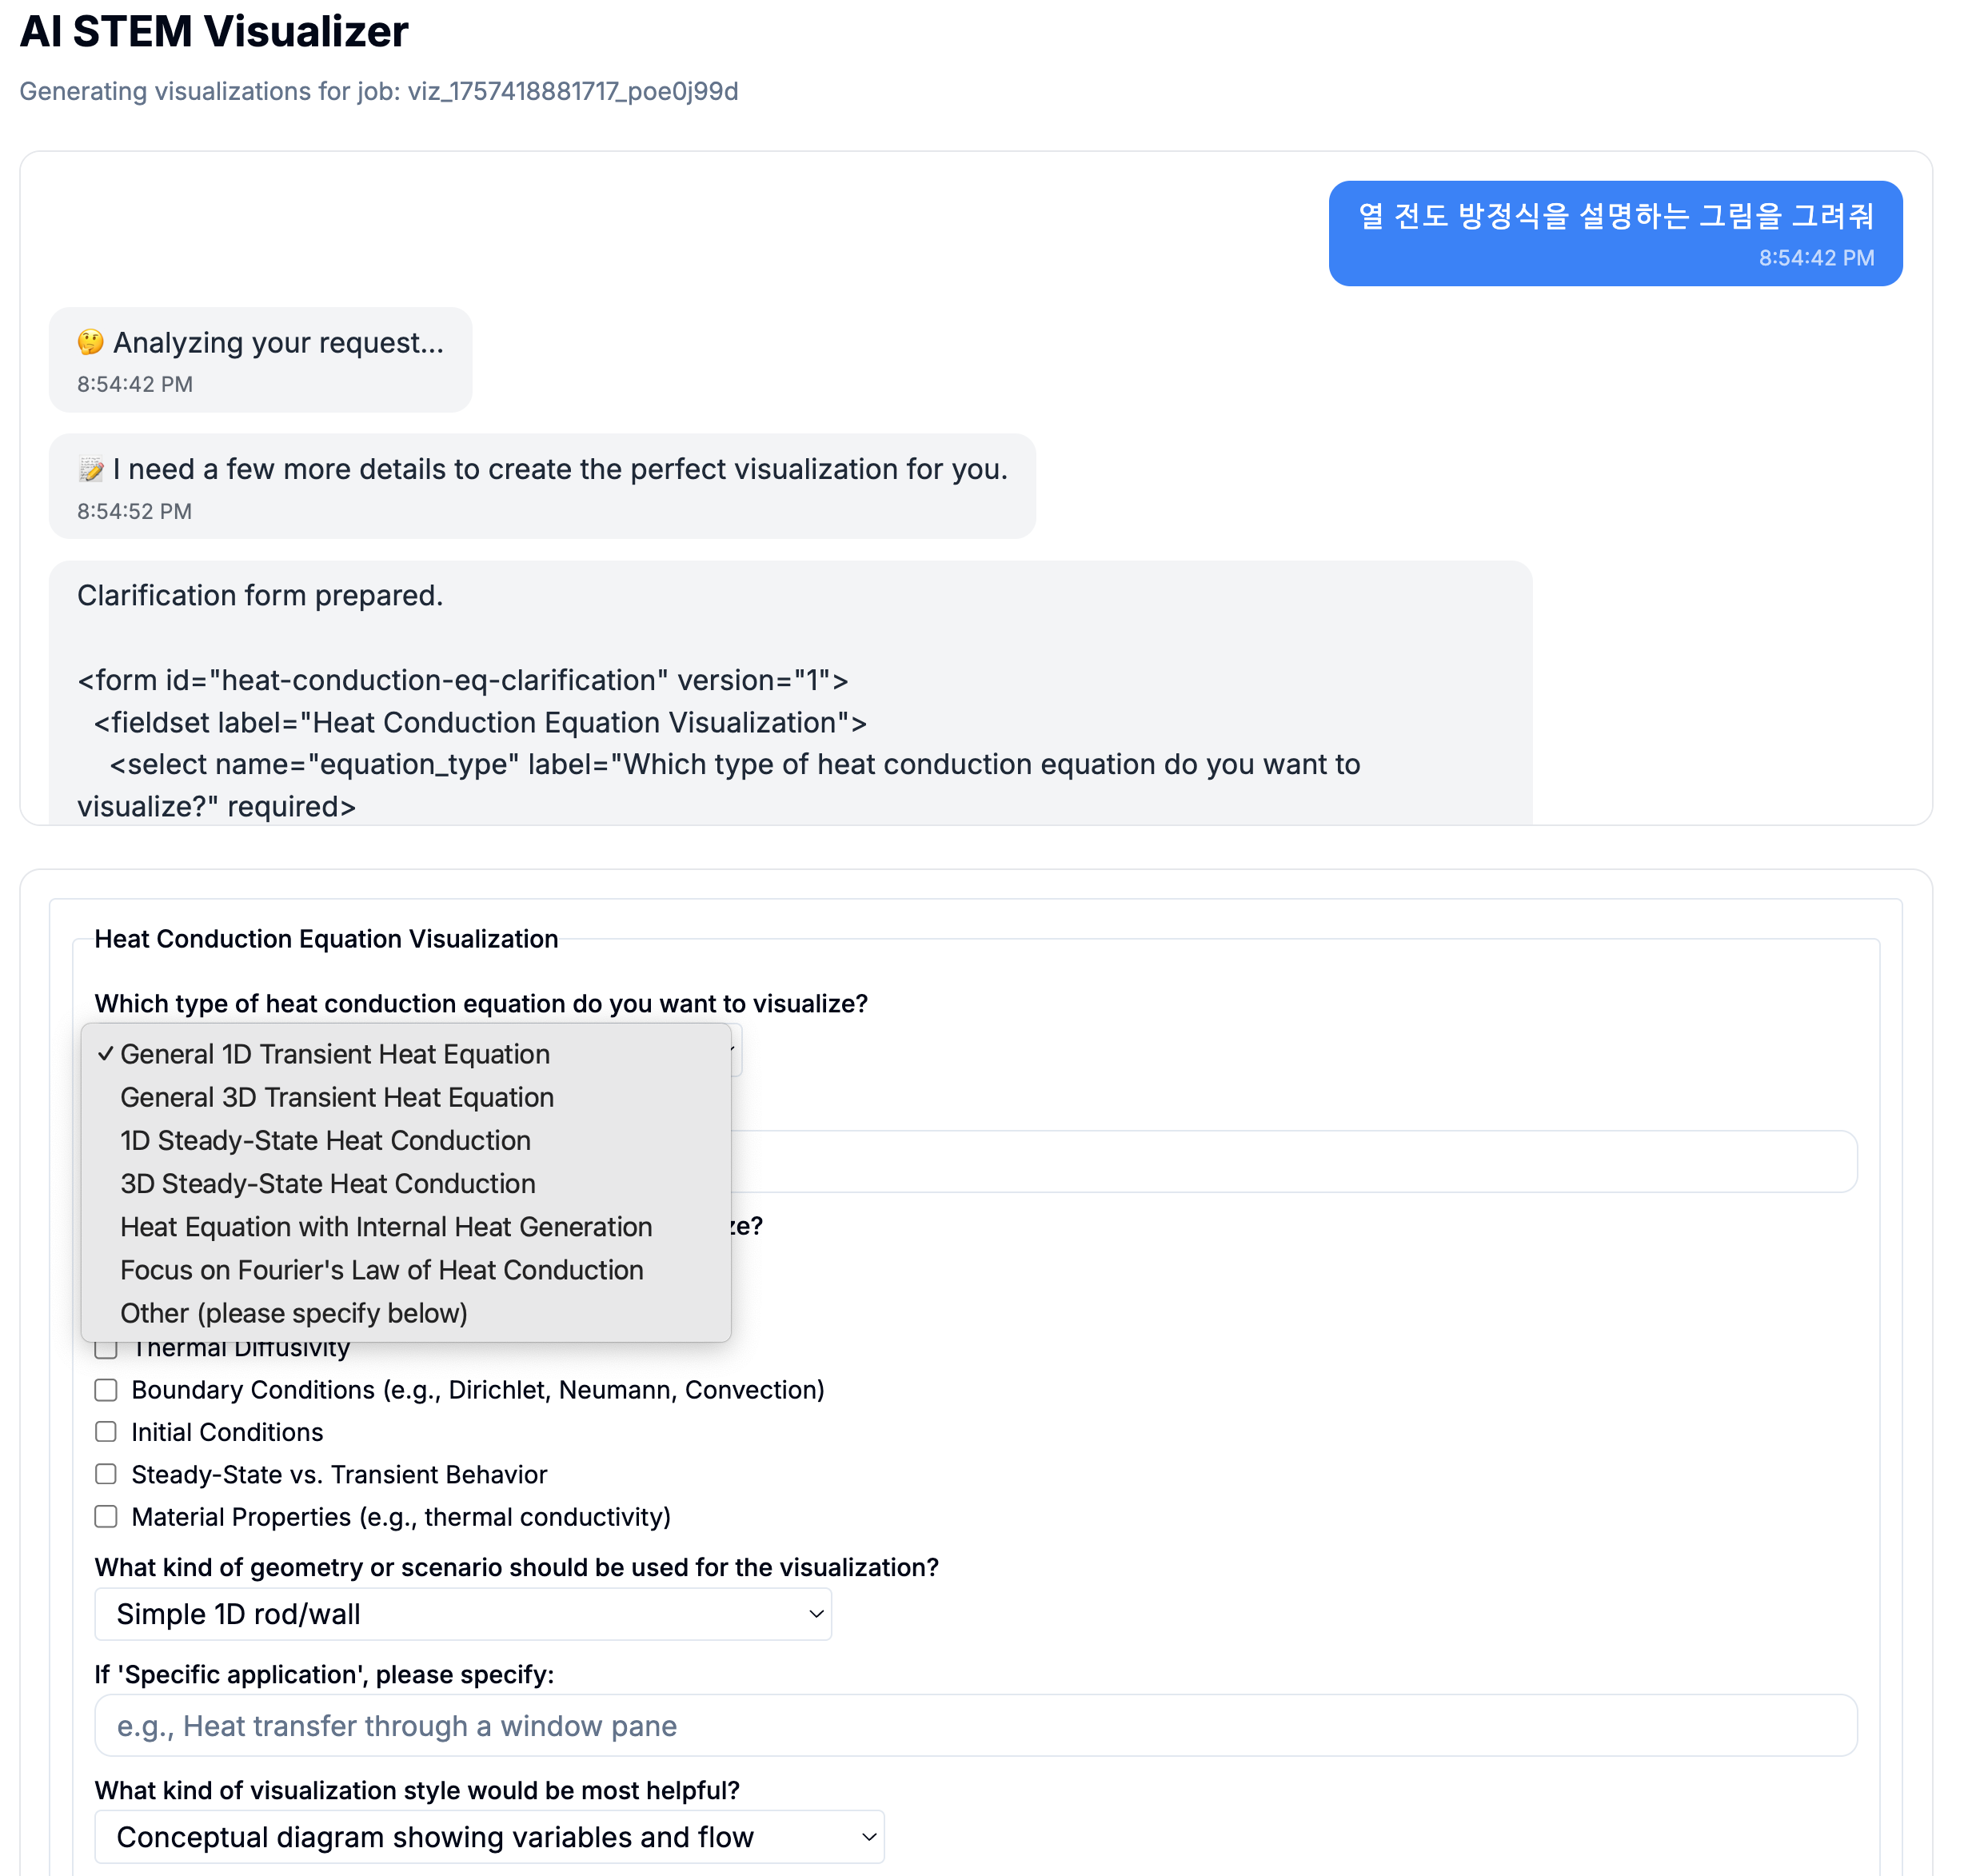 AI STEM Visualizer
Generating visualizations for job: viz_1757418881717_poe0j99d
열 전도 방정식을 설명하는 그림을 그려줘
8:54:42 PM
🤔 Analyzing your request...
8:54:42 PM
📝 I need a few more details to create the perfect visualization for you.
8:54:52 PM
Clarification form prepared.
<form id="heat-conduction-eq-clarification" version="1">
<fieldset label="Heat Conduction Equation Visualization">
<select name="equation_type" label="Which type of heat conduction equation do you want to
visualize?" required>
Heat Conduction Equation Visualization
Which type of heat conduction equation do you want to visualize?
✓ General 1D Transient Heat Equation
General 3D Transient Heat Equation
1D Steady-State Heat Conduction
3D Steady-State Heat Conduction
Heat Equation with Internal Heat Generation
Focus on Fourier's Law of Heat Conduction
Other (please specify below)
Thermal Diffusivity
Boundary Conditions (e.g., Dirichlet, Neumann, Convection)
Initial Conditions
Steady-State vs. Transient Behavior
Material Properties (e.g., thermal conductivity)
What kind of geometry or scenario should be used for the visualization?
Simple 1D rod/wall
If 'Specific application', please specify:
e.g., Heat transfer through a window pane
What kind of visualization style would be most helpful?
Conceptual diagram showing variables and flow